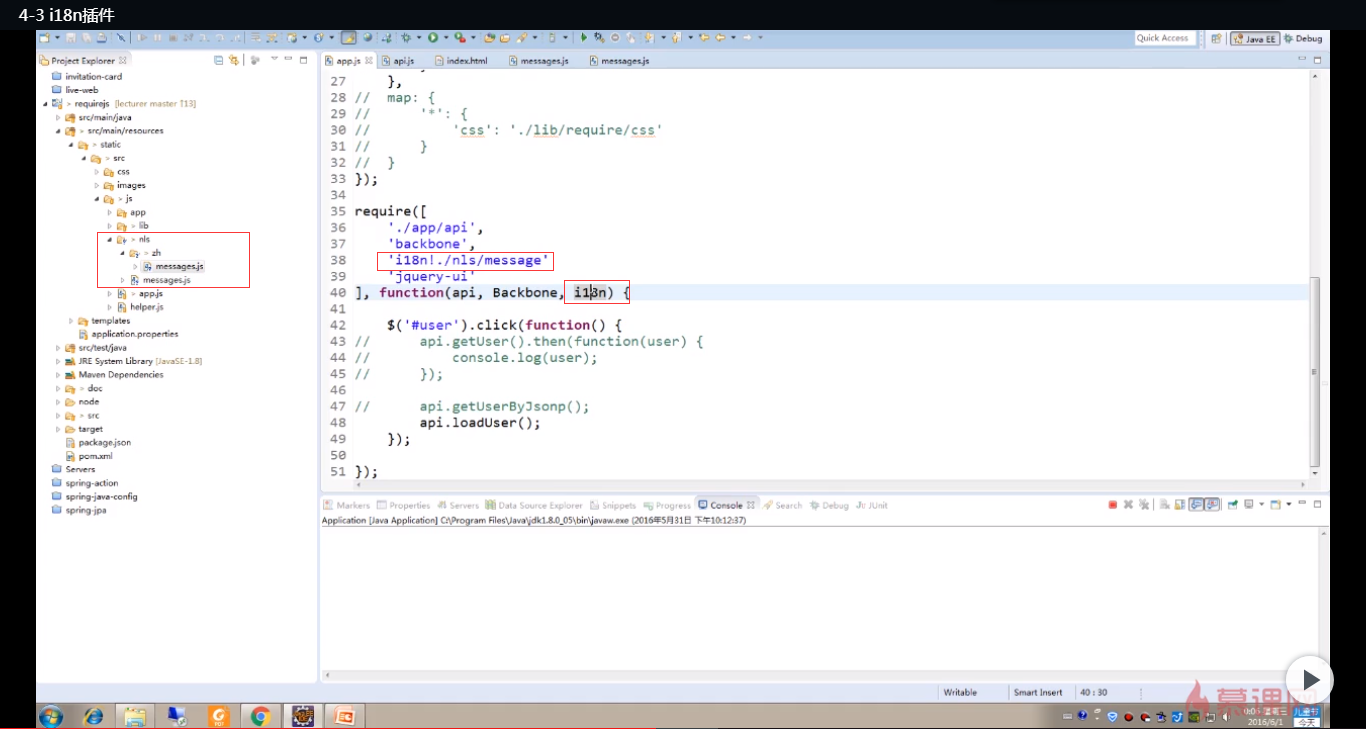 4-3 i18n插件
Quick Access
Java EE
Debug
Project Explorer
app.js
api.js
index.html
messages.js
messages.js
invitation-card
live-web
> requirejs [lecturer master ↑13]
src/main/java
> src/main/resources
> static
> src
css
images
> js
app
> lib
> nls
> zh
messages.js
messages.js
> app.js
helper.js
templates
application.properties
src/test/java
JRE System Library [JavaSE-1.8]
Maven Dependencies
> doc
node
> src
target
package.json
pom.xml
Servers
spring-action
spring-java-config
spring-jpa
27 },
28 // map: {
29 // '*': {
30 // 'css': './lib/require/css'
31 // }
32 // }
33 });
34
35 require([
36 './app/api',
37 'backbone',
38 'i18n!./nls/message'
39 'jquery-ui'
40 ], function(api, Backbone, i18n) {
41
42 $('#user').click(function() {
43 // api.getUser().then(function(user) {
44 // console.log(user);
45 // });
46
47 // api.getUserByJsonp();
48 api.loadUser();
49 });
50
51 });
Markers
Properties
Servers
Data Source Explorer
Snippets
Progress
Console
Search
Debug
JUnit
Application [Java Application] C:\Program Files\Java\jdk1.8.0_05\bin\javaw.exe (2016年5月31日 下午10:12:37)
Writable
Smart Insert
40 : 30
慕课网
2016/6/1
儿童节
今天